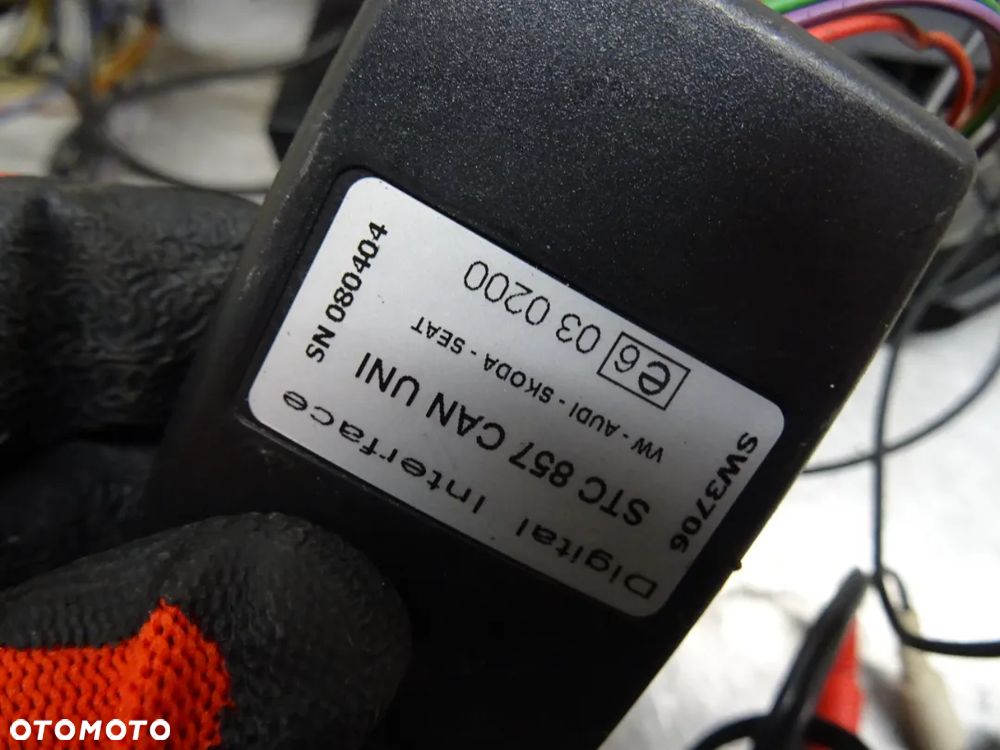 Digital Interface
STC 857 CAN UNI
VW - AUDI - SKODA - SEAT
e6 03 0200
SW3706
SN 080404
OTOMOTO